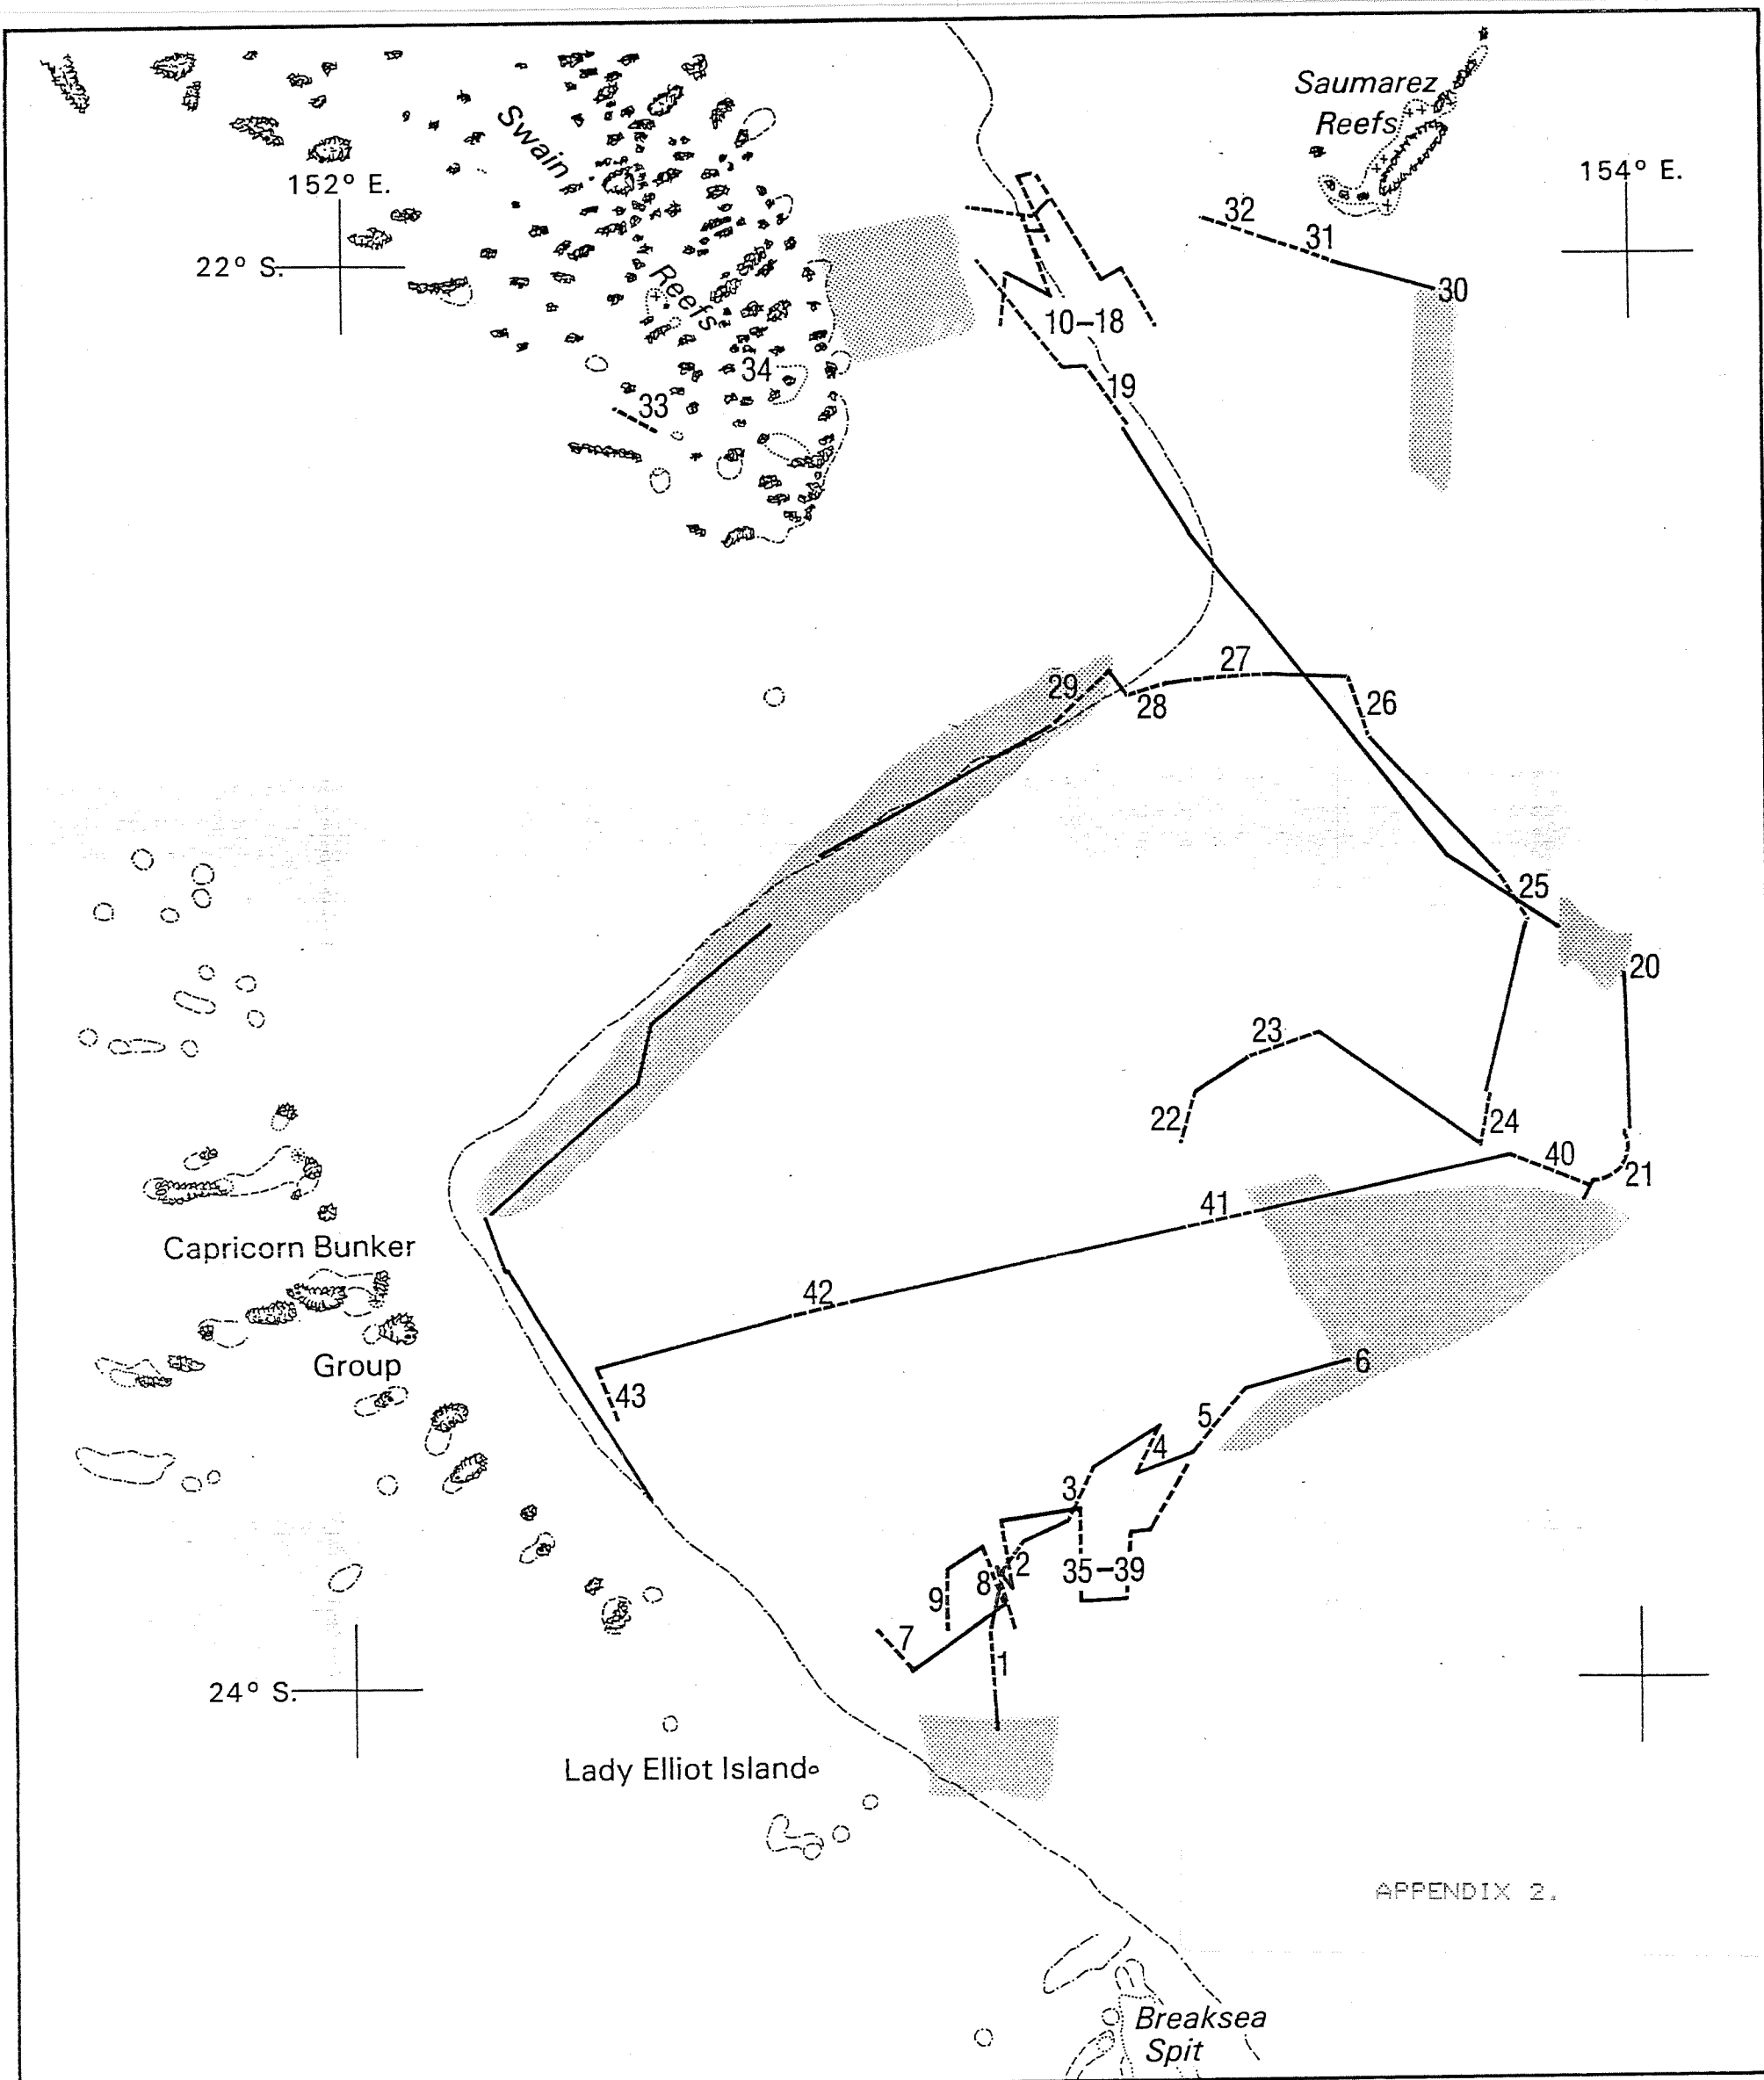 Saumarez
Reefs
Swain
152° E.
154° E.
32
31
22° S.
30
Reefs
10-18
34
19
33
27
29
26
28
25
20
23
22
24
40
21
41
Capricorn Bunker
42
6
Group
43
5
4
3
2
35-39
8
9
7
1
24° S.
Lady Elliot Island
APPENDIX 2.
Breaksea
Spit